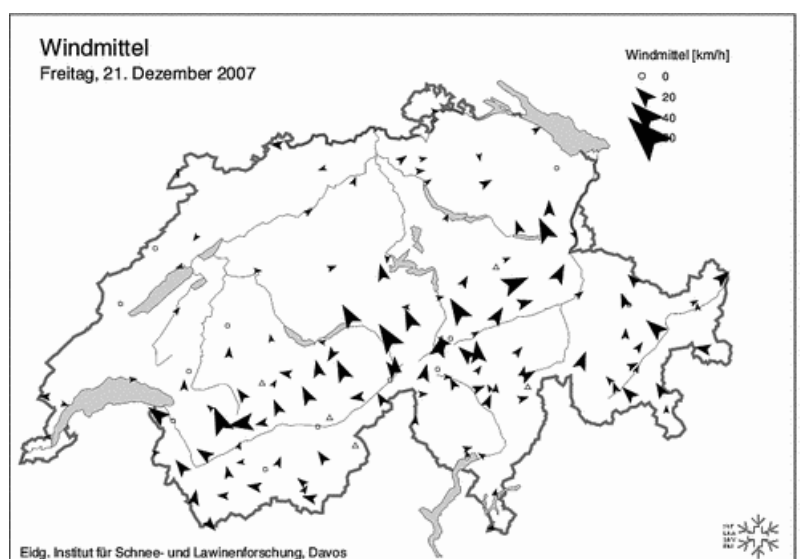 Windmittel
Freitag, 21. Dezember 2007
Windmittel [km/h]
0
20
40
Eidg. Institut für Schnee- und Lawinenforschung, Davos